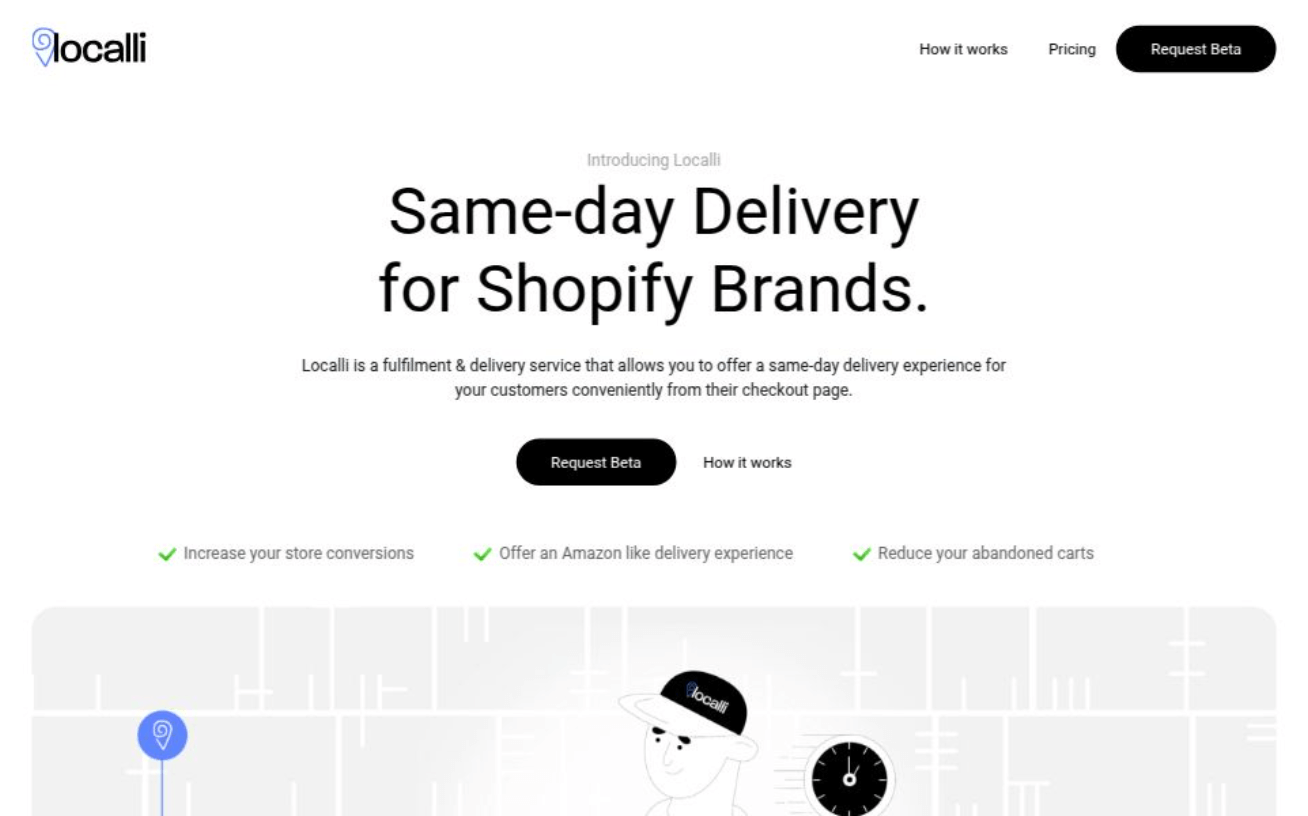 localli
How it works
Pricing
Request Beta
Introducing Localli
Same-day Delivery
for Shopify Brands.
Localli is a fulfilment & delivery service that allows you to offer a same-day delivery experience for
your customers conveniently from their checkout page.
Request Beta
How it works
Increase your store conversions
Offer an Amazon like delivery experience
Reduce your abandoned carts
localli